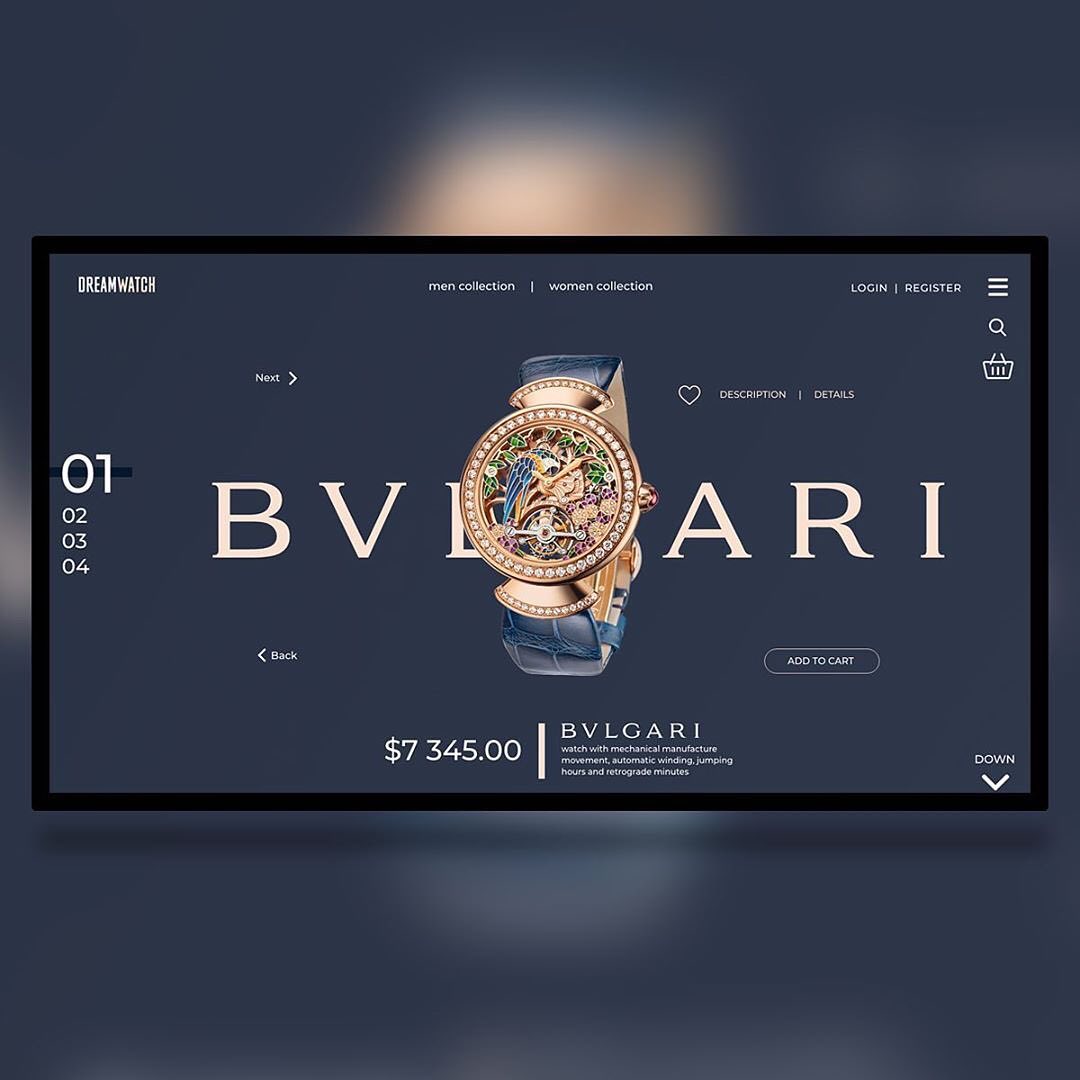 DREAMWATCH
men collection | women collection
LOGIN | REGISTER
Next
DESCRIPTION | DETAILS
01
02
03
04
BVLGARI
Back
ADD TO CART
$7 345.00
BVLGARI
watch with mechanical manufacture
movement, automatic winding, jumping
hours and retrograde minutes
DOWN